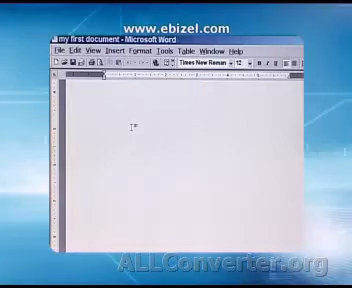 www.ebizel.com
my first document - Microsoft Word
File Edit View Insert Format Tools Table Window Help
Times New Roman 12 B I U
ALLConverter.org